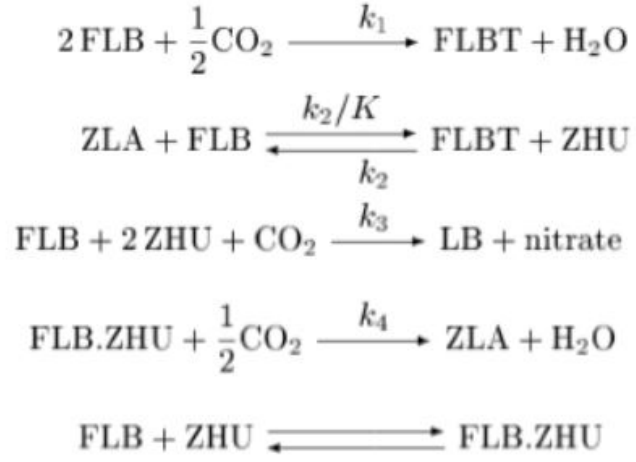 k₁
2 FLB + 1/2 CO₂ ⟶ FLBT + H₂O
k₂/K
ZLA + FLB ⇌ FLBT + ZHU
k₂
k₃
FLB + 2 ZHU + CO₂ ⟶ LB + nitrate
k₄
FLB.ZHU + 1/2 CO₂ ⟶ ZLA + H₂O
FLB + ZHU ⇌ FLB.ZHU